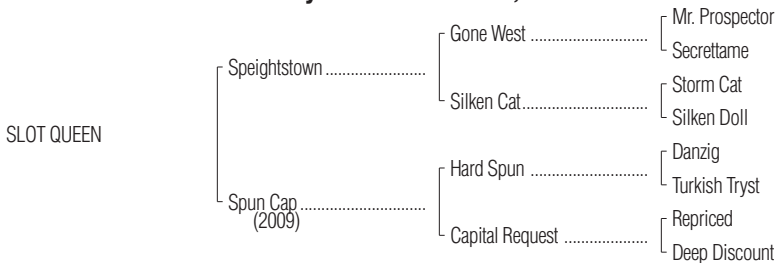 Mr. Prospector
Gone West
Secrettame
Speightstown
Storm Cat
Silken Cat
Silken Doll
SLOT QUEEN
Danzig
Hard Spun
Turkish Tryst
Spun Cap
(2009)
Repriced
Capital Request
Deep Discount